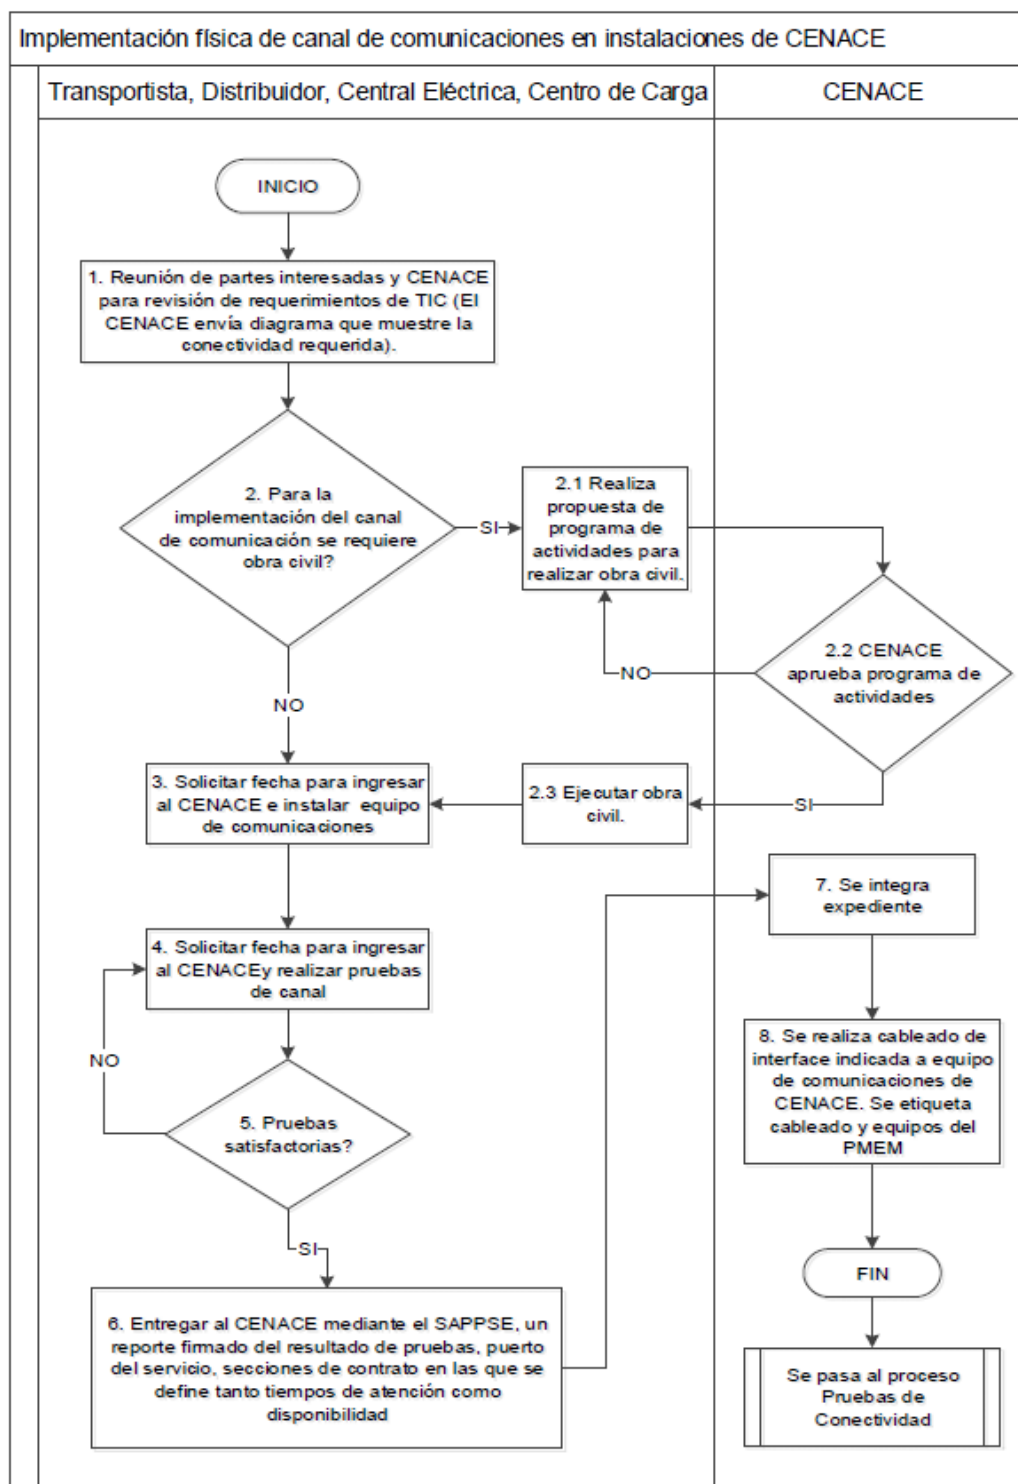 Implementación física de canal de comunicaciones en instalaciones de CENACE
Transportista, Distribuidor, Central Eléctrica, Centro de Carga
CENACE
INICIO
1. Reunión de partes interesadas y CENACE
para revisión de requerimientos de TIC (El
CENACE envía diagrama que muestre la
conectividad requerida).
2. Para la
implementación del canal
de comunicación se requiere
obra civil?
SI
2.1 Realiza
propuesta de
programa de
actividades para
realizar obra civil.
2.2 CENACE
aprueba programa de
actividades
NO
NO
SI
2.3 Ejecutar obra
civil.
3. Solicitar fecha para ingresar
al CENACE e instalar equipo
de comunicaciones
4. Solicitar fecha para ingresar
al CENACEy realizar pruebas
de canal
NO
5. Pruebas
satisfactorias?
SI
6. Entregar al CENACE mediante el SAPPSE, un
reporte firmado del resultado de pruebas, puerto
del servicio, secciones de contrato en las que se
define tanto tiempos de atención como
disponibilidad
7. Se integra
expediente
8. Se realiza cableado de
interface indicada a equipo
de comunicaciones de
CENACE. Se etiqueta
cableado y equipos del
PMEM
FIN
Se pasa al proceso
Pruebas de
Conectividad